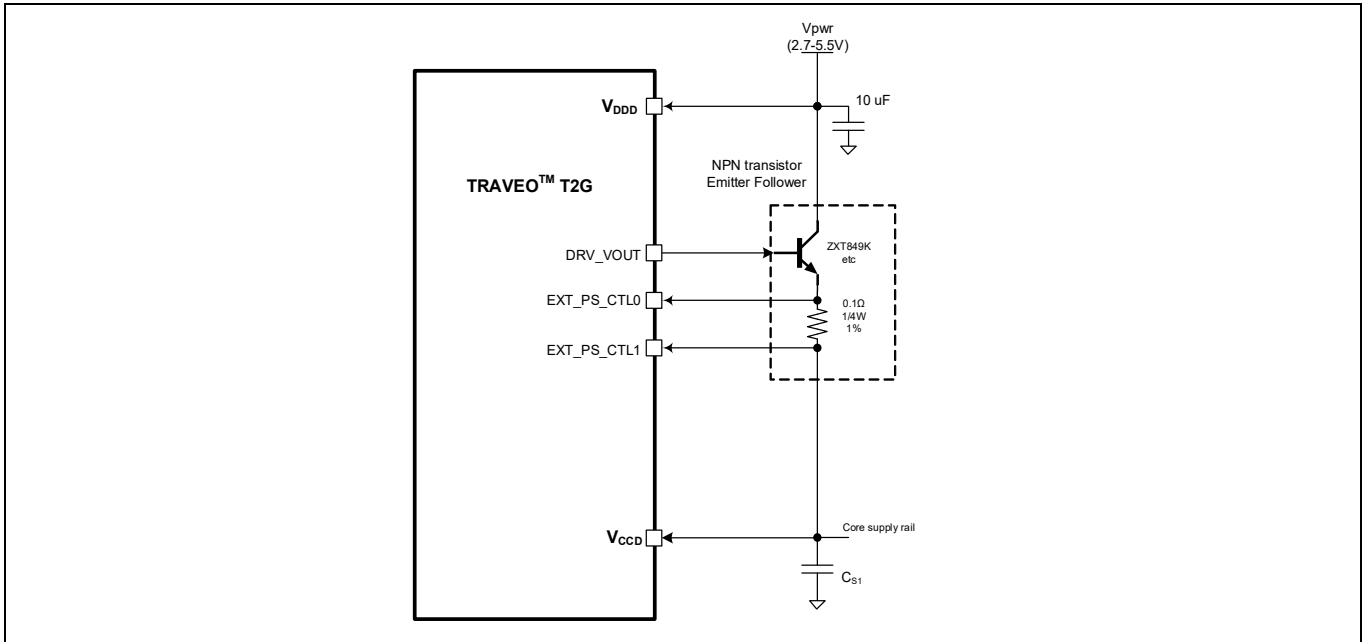 Vpwr
(2.7-5.5V)
VDDD
10 uF
NPN transistor
Emitter Follower
TRAVEO™ T2G
DRV_VOUT
ZXT849K
etc
EXT_PS_CTL0
0.1Ω
1/4W
1%
EXT_PS_CTL1
VCCD
Core supply rail
CS1